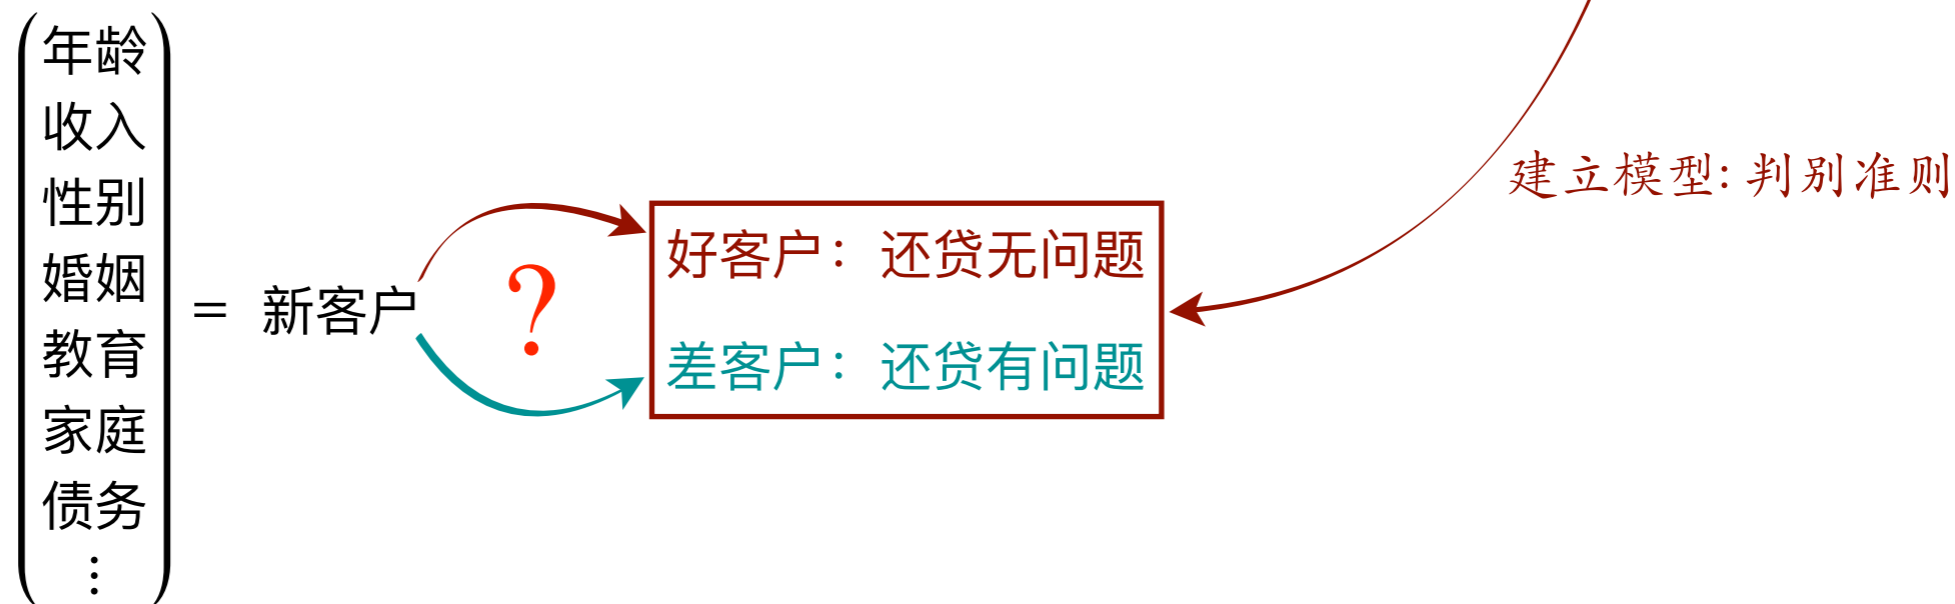 年龄
收入
性别
婚姻
教育
家庭
债务
⋮
= 新客户
?
好客户：还贷无问题
差客户：还贷有问题
建立模型: 判别准则